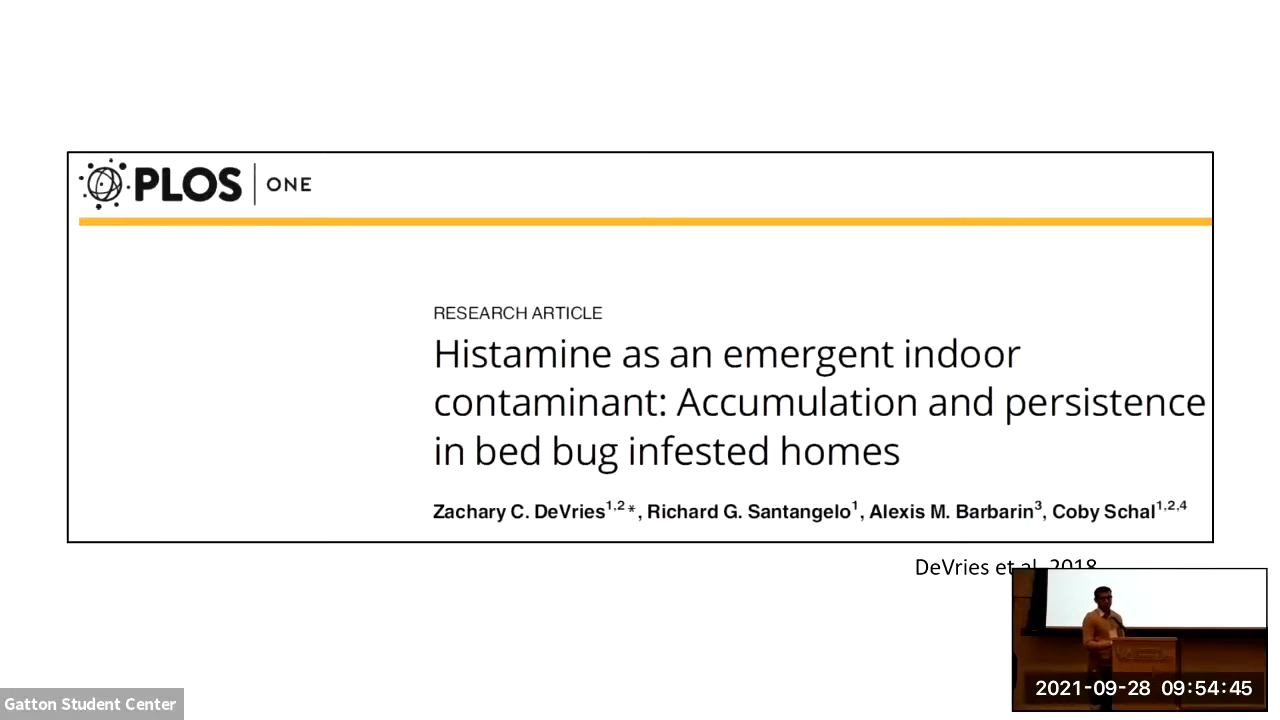 PLOS | ONE
RESEARCH ARTICLE
Histamine as an emergent indoor
contaminant: Accumulation and persistence
in bed bug infested homes
Zachary C. DeVries1,2*, Richard G. Santangelo1, Alexis M. Barbarin3, Coby Schal1,2,4
DeVries et al. 2018
2021-09-28 09:54:45
Gatton Student Center